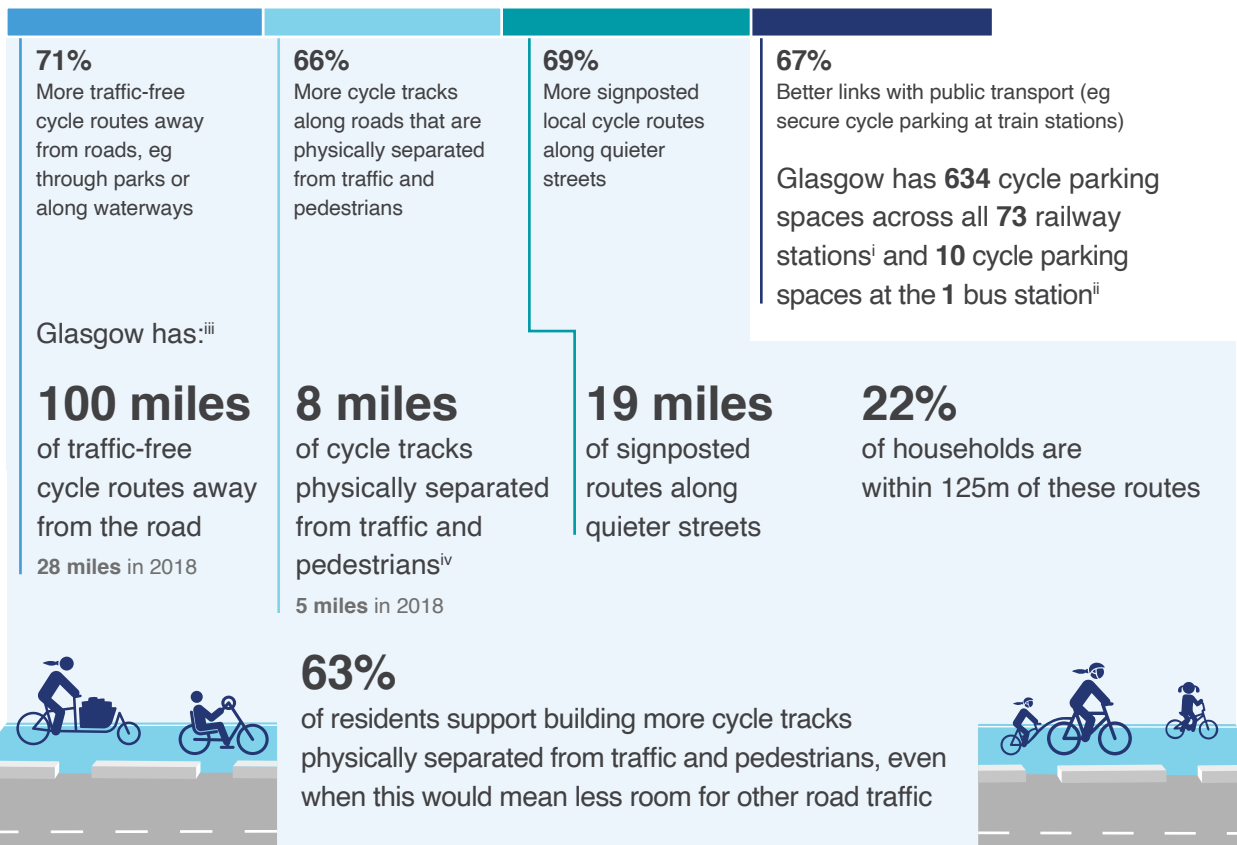 71%
More traffic-free
cycle routes away
from roads, eg
through parks or
along waterways
66%
More cycle tracks
along roads that are
physically separated
from traffic and
pedestrians
69%
More signposted
local cycle routes
along quieter
streets
67%
Better links with public transport (eg
secure cycle parking at train stations)
Glasgow has 634 cycle parking
spaces across all 73 railway
stationsⁱ and 10 cycle parking
spaces at the 1 bus stationⁱⁱ
Glasgow has:ⁱⁱⁱ
100 miles
of traffic-free
cycle routes away
from the road
28 miles in 2018
8 miles
of cycle tracks
physically separated
from traffic and
pedestriansⁱᵛ
5 miles in 2018
19 miles
of signposted
routes along
quieter streets
22%
of households are
within 125m of these routes
63%
of residents support building more cycle tracks
physically separated from traffic and pedestrians, even
when this would mean less room for other road traffic